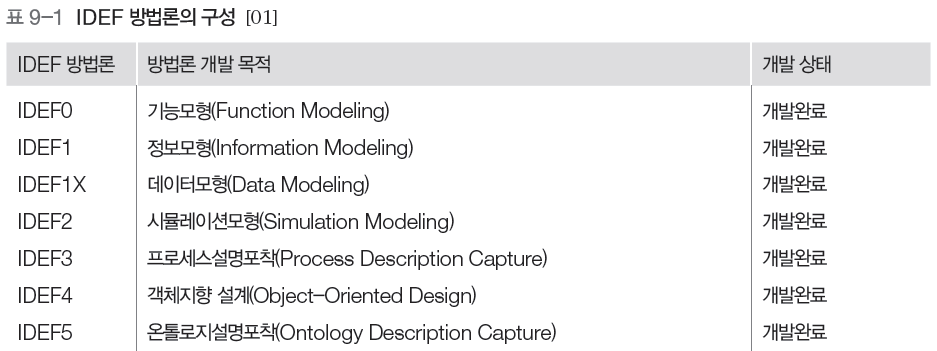 표 9-1 IDEF 방법론의 구성 [01]
IDEF 방법론 방법론 개발 목적 개발 상태
IDEF0 기능모형(Function Modeling) 개발완료
IDEF1 정보모형(Information Modeling) 개발완료
IDEF1X 데이터모형(Data Modeling) 개발완료
IDEF2 시뮬레이션모형(Simulation Modeling) 개발완료
IDEF3 프로세스설명포착(Process Description Capture) 개발완료
IDEF4 객체지향 설계(Object-Oriented Design) 개발완료
IDEF5 온톨로지설명포착(Ontology Description Capture) 개발완료